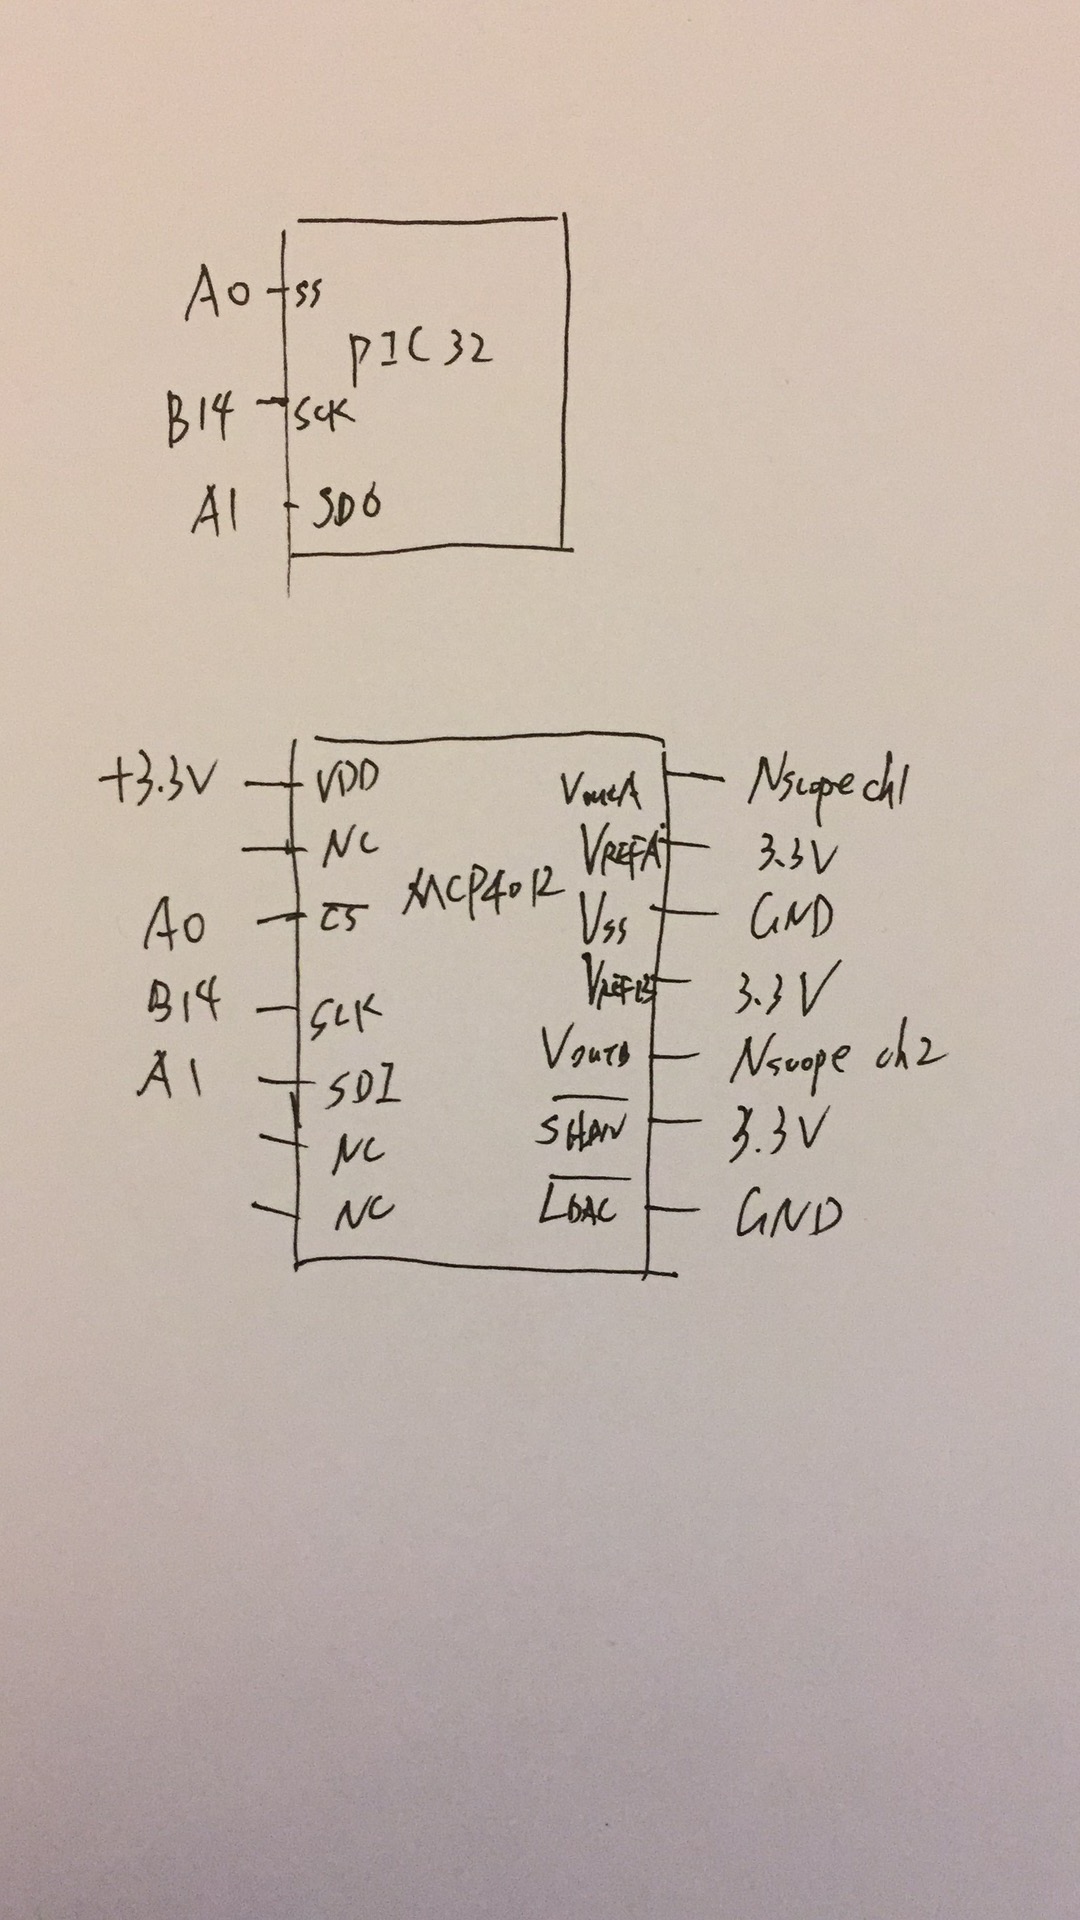 A0 SS
PIC32
B14 SCK
A1 SDO
+3.3V VDD VoutA Nscope ch1
NC VREFA 3.3V
MCP4012
A0 CS VSS GND
VREFB 3.3V
B14 SCK
VOUTB Nscope ch2
A1 SDI
SHDN 3.3V
NC
NC LDAC GND